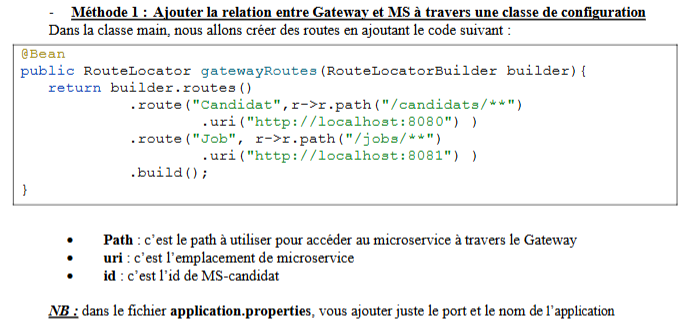 - Méthode 1 : Ajouter la relation entre Gateway et MS à travers une classe de configuration
Dans la classe main, nous allons créer des routes en ajoutant le code suivant :
@Bean
public RouteLocator gatewayRoutes(RouteLocatorBuilder builder){
return builder.routes()
.route("Candidat",r->r.path("/candidats/**")
.uri("http://localhost:8080") )
.route("Job", r->r.path("/jobs/**")
.uri("http://localhost:8081") )
.build();
}
• Path : c'est le path à utiliser pour accéder au microservice à travers le Gateway
• uri : c'est l'emplacement de microservice
• id : c'est l'id de MS-candidat
NB : dans le fichier application.properties, vous ajouter juste le port et le nom de l'application